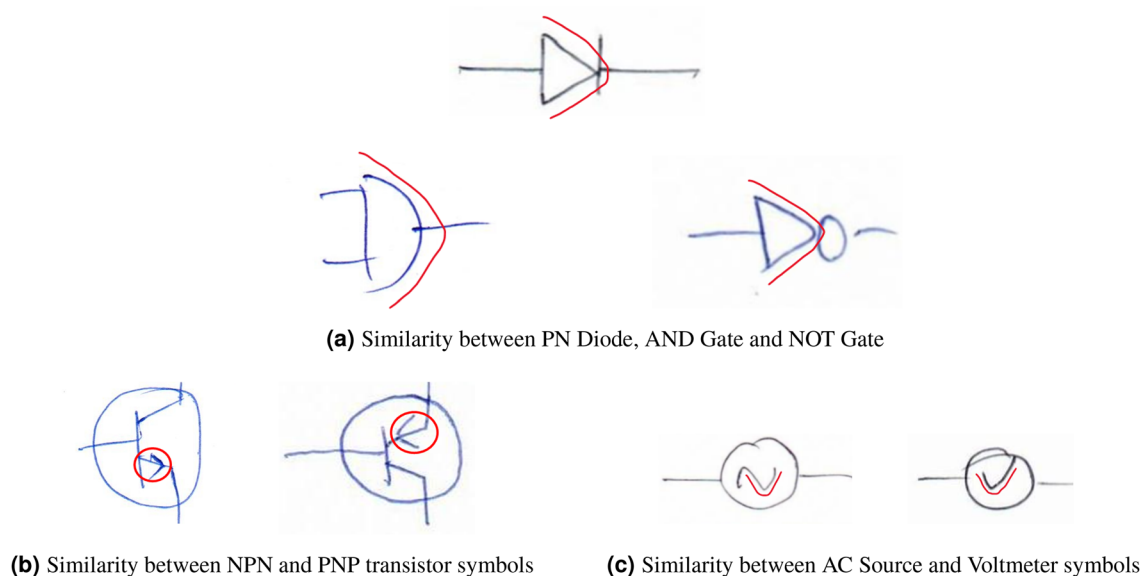 (a) Similarity between PN Diode, AND Gate and NOT Gate
(b) Similarity between NPN and PNP transistor symbols
(c) Similarity between AC Source and Voltmeter symbols